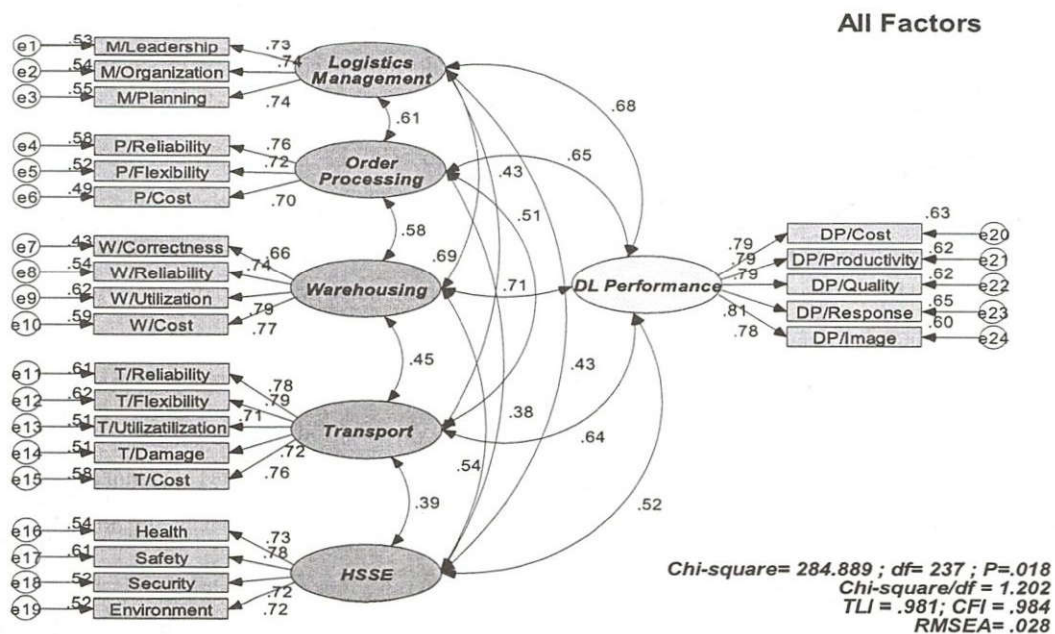 All Factors
e1 .53 M/Leadership .73
e2 .54 M/Organization .74
e3 .55 M/Planning .74
Logistics
Management
.61
.68
e4 .58 P/Reliability .76
e5 .52 P/Flexibility .72
e6 .49 P/Cost .70
Order
Processing
.65
.43
.51
.58
e7 .43 W/Correctness .66
e8 .54 W/Reliability .74
e9 .62 W/Utilization .79
e10 .59 W/Cost .77
Warehousing
.69
.71
DL Performance
.79 DP/Cost .63 e20
.79 DP/Productivity .62 e21
.79 DP/Quality .62 e22
.81 DP/Response .65 e23
.78 DP/Image .60 e24
.45
.43
.38
e11 .61 T/Reliability .78
e12 .62 T/Flexibility .79
e13 .51 T/Utilizatilization .71
e14 .51 T/Damage .72
e15 .58 T/Cost .76
Transport
.64
.54
.39
.52
e16 .54 Health .73
e17 .61 Safety .78
e18 .52 Security .72
e19 .52 Environment .72
HSSE
Chi-square= 284.889 ; df= 237 ; P=.018
Chi-square/df = 1.202
TLI = .981; CFI = .984
RMSEA= .028